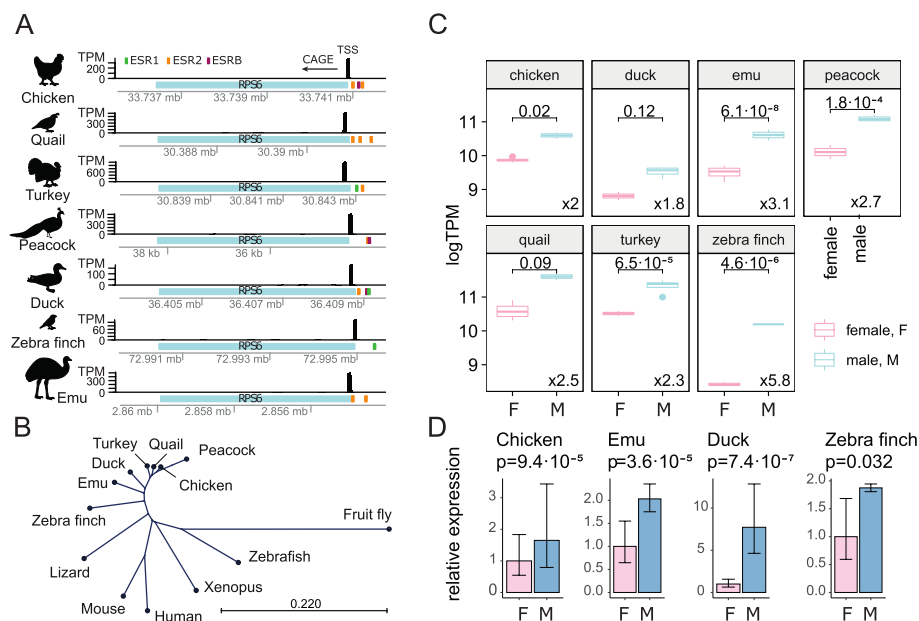 A
TPM
200
0
ESR1
ESR2
ESRB
CAGE
TSS
RPS6
Chicken
33.737 mb
33.739 mb
33.741 mb
TPM
300
0
RPS6
Quail
30.388 mb
30.39 mb
TPM
600
0
RPS6
Turkey
30.839 mb
30.841 mb
30.843 mb
TPM
300
0
RPS6
Peacock
38 kb
36 kb
TPM
200
0
RPS6
Duck
36.405 mb
36.407 mb
36.409 mb
TPM
60
0
RPS6
Zebra finch
72.991 mb
72.993 mb
72.995 mb
TPM
300
0
RPS6
Emu
2.86 mb
2.858 mb
2.856 mb
B
Turkey
Quail
Peacock
Duck
Chicken
Emu
Zebra finch
Fruit fly
Lizard
Zebrafish
Xenopus
Mouse
Human
0.220
C
logTPM
chicken
duck
emu
peacock
11
10
9
0.02
0.12
6.1·10⁻⁸
1.8·10⁻⁴
x2
x1.8
x3.1
x2.7
female
male
quail
turkey
zebra finch
11
10
9
0.09
6.5·10⁻⁵
4.6·10⁻⁶
x2.5
x2.3
x5.8
F M
F M
F M
female, F
male, M
D
relative expression
Chicken
p=9.4·10⁻⁵
3
2
1
0
F M
Emu
p=3.6·10⁻⁵
2.0
1.5
1.0
0.5
0.0
F M
Duck
p=7.4·10⁻⁷
10
5
0
F M
Zebra finch
p=0.032
2.0
1.5
1.0
0.5
0.0
F M